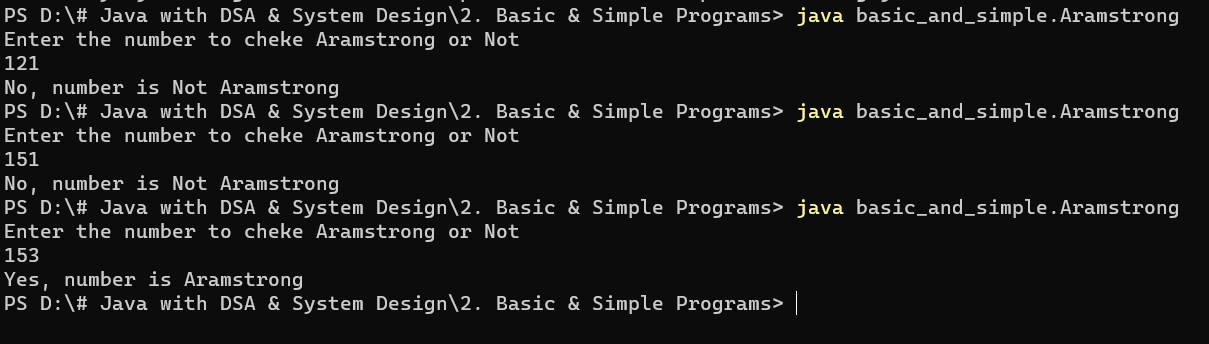 PS D:\# Java with DSA & System Design\2. Basic & Simple Programs> java basic_and_simple.Aramstrong
Enter the number to cheke Aramstrong or Not
121
No, number is Not Aramstrong
PS D:\# Java with DSA & System Design\2. Basic & Simple Programs> java basic_and_simple.Aramstrong
Enter the number to cheke Aramstrong or Not
151
No, number is Not Aramstrong
PS D:\# Java with DSA & System Design\2. Basic & Simple Programs> java basic_and_simple.Aramstrong
Enter the number to cheke Aramstrong or Not
153
Yes, number is Aramstrong
PS D:\# Java with DSA & System Design\2. Basic & Simple Programs>